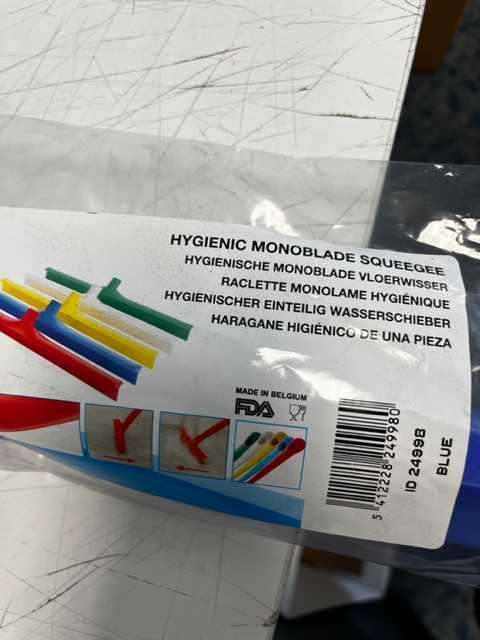 HYGIENIC MONOBLADE SQUEEGEE
HYGIENISCHE MONOBLADE VLOERWISSER
RACLETTE MONOLAME HYGIÉNIQUE
HYGIENISCHER EINTEILIG WASSERSCHIEBER
HARAGANE HIGIÉNICO DE UNA PIEZA
MADE IN BELGIUM
FDA
5 412228 249980
ID 2499B
BLUE